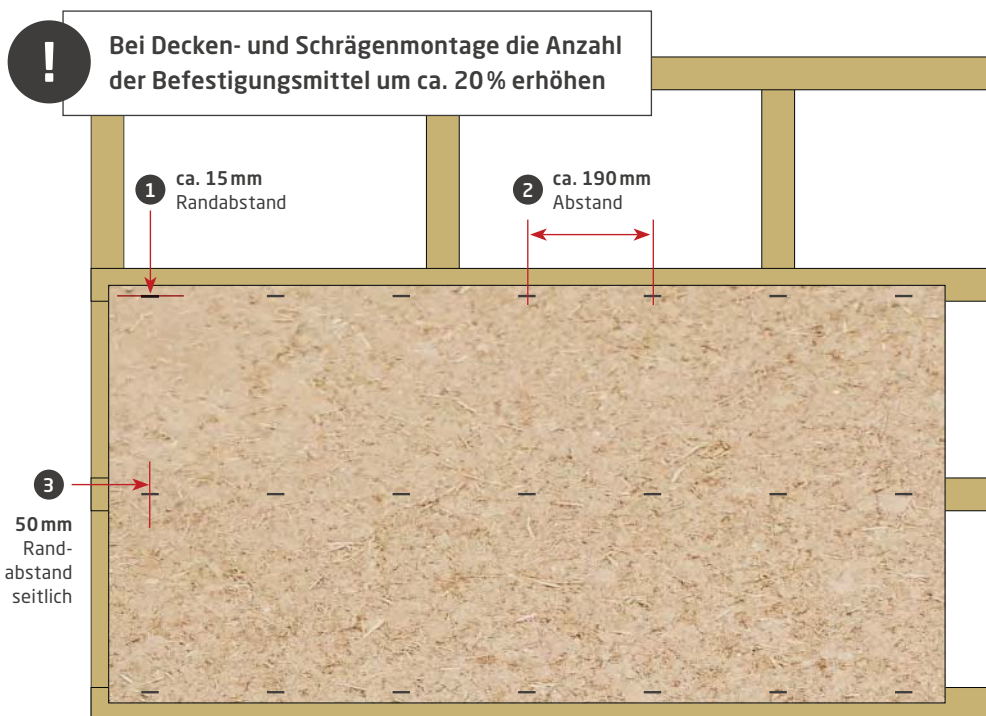 !
Bei Decken- und Schrägenmontage die Anzahl
der Befestigungsmittel um ca. 20 % erhöhen
1
ca. 15 mm
Randabstand
2
ca. 190 mm
Abstand
3
50 mm
Rand-
abstand
seitlich